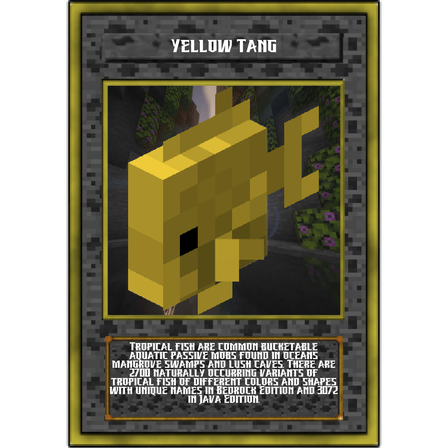 YELLOW TANG
TROPICAL FISH ARE COMMON BUCKETABLE
AQUATIC PASSIVE MOBS FOUND IN OCEANS
MANGROVE SWAMPS AND LUSH CAVES. THERE ARE
2700 NATURALLY OCCURRING VARIANTS OF
TROPICAL FISH OF DIFFERENT COLORS AND SHAPES
WITH UNIQUE NAMES IN BEDROCK EDITION AND 3072
IN JAVA EDITION.